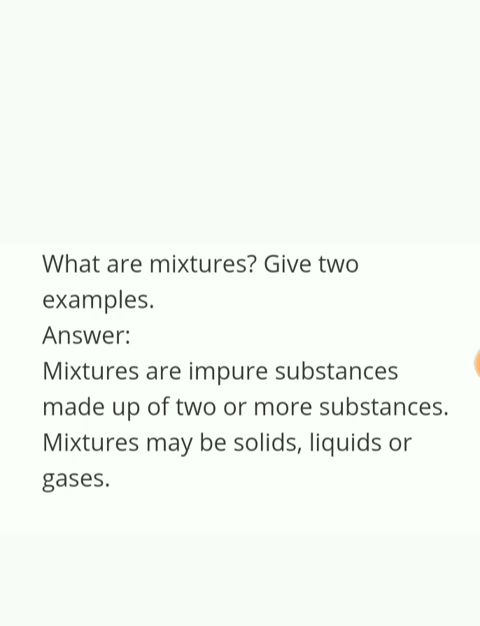 What are mixtures? Give two
examples.
Answer:
Mixtures are impure substances
made up of two or more substances.
Mixtures may be solids, liquids or
gases.